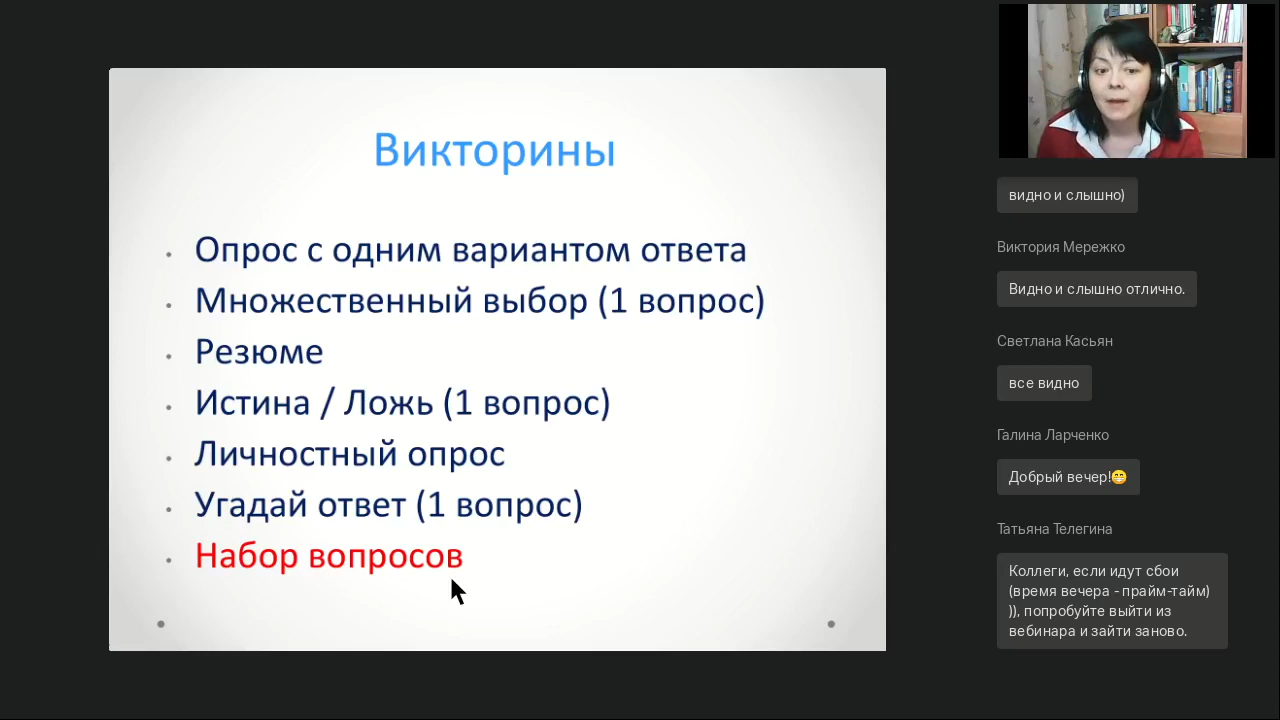 Викторины
Опрос с одним вариантом ответа
Множественный выбор (1 вопрос)
Резюме
Истина / Ложь (1 вопрос)
Личностный опрос
Угадай ответ (1 вопрос)
Набор вопросов
видно и слышно)
Виктория Мережко
Видно и слышно отлично.
Светлана Касьян
все видно
Галина Ларченко
Добрый вечер!😁
Татьяна Телегина
Коллеги, если идут сбои
(время вечера - прайм-тайм)
)), попробуйте выйти из
вебинара и зайти заново.